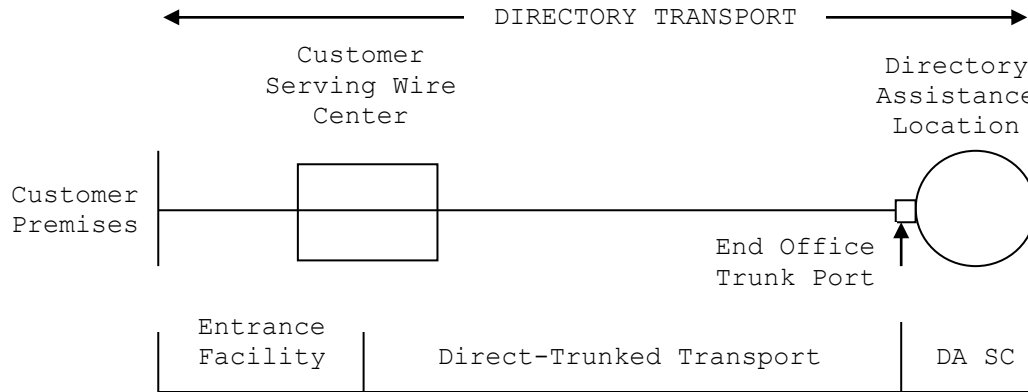 DIRECTORY TRANSPORT
Customer
Serving Wire
Center
Directory
Assistance
Location
Customer
Premises
End Office
Trunk Port
Entrance
Facility
Direct-Trunked Transport
DA SC